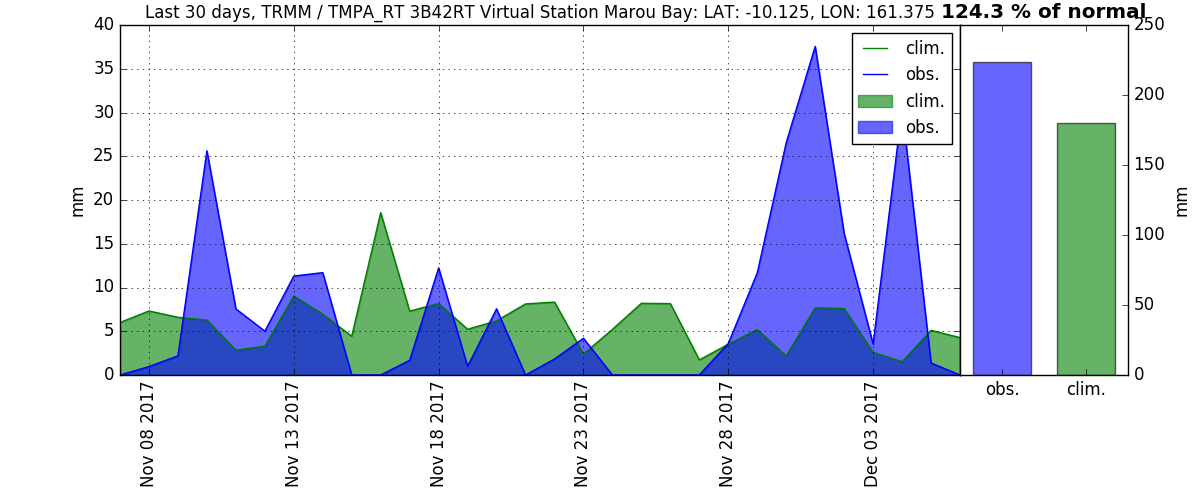 Last 30 days, TRMM / TMPA_RT 3B42RT Virtual Station Marou Bay: LAT: -10.125, LON: 161.375 124.3 % of normal
40
35
30
25
20
15
10
5
0
mm
clim.
obs.
clim.
obs.
250
200
150
100
50
0
mm
Nov 08 2017
Nov 13 2017
Nov 18 2017
Nov 23 2017
Nov 28 2017
Dec 03 2017
obs.
clim.